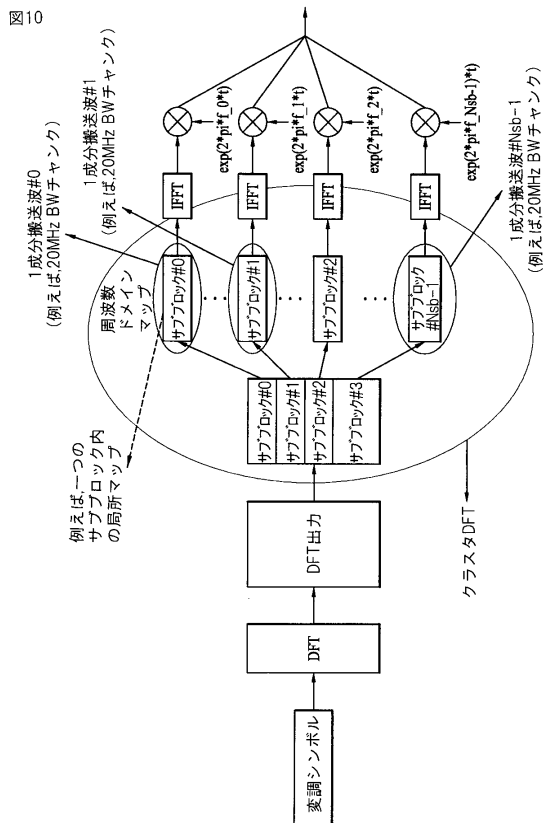 図10
変調シンボル
DFT
DFT出力
サブブロック#0
サブブロック#1
サブブロック#2
サブブロック#3
クラスタDFT
例えば,一つの
サブブロック内
の局所マップ
周波数
ドメイン
マップ
サブブロック#0
サブブロック#1
サブブロック#2
サブブロック
#Nsb-1
1成分搬送波#0
(例えば,20MHz BWチャンク)
1成分搬送波#1
(例えば,20MHz BWチャンク)
1成分搬送波#Nsb-1
(例えば,20MHz BWチャンク)
IFFT
IFFT
IFFT
IFFT
exp(2*pi*f_0*t)
exp(2*pi*f_1*t)
exp(2*pi*f_2*t)
exp(2*pi*f_Nsb-1)*t)